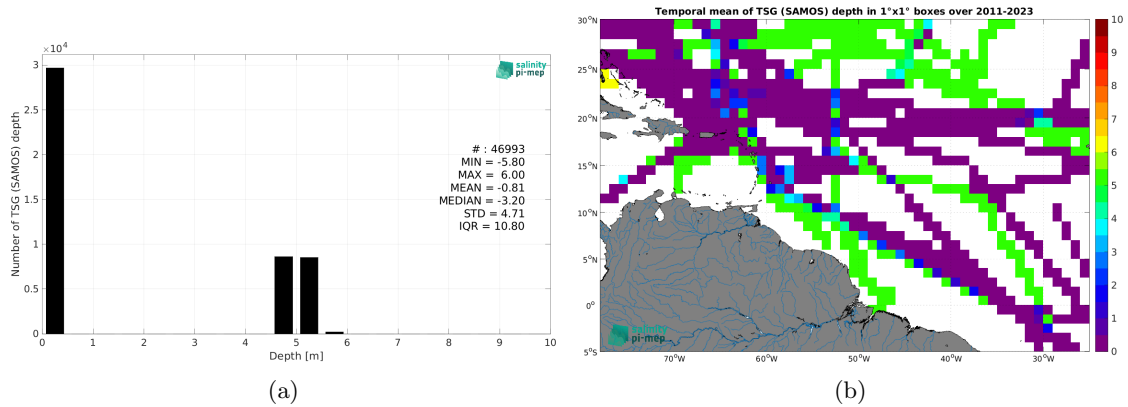 ×10⁴
3.5
3
2.5
2
1.5
1
0.5
0
Number of TSG (SAMOS) depth
salinity
pi-mep
# : 46993
MIN = -5.80
MAX = 6.00
MEAN = -0.81
MEDIAN = -3.20
STD = 4.71
IQR = 10.80
0 1 2 3 4 5 6 7 8 9 10
Depth [m]
(a)
Temporal mean of TSG (SAMOS) depth in 1°x1° boxes over 2011-2023
30°N
25°N
20°N
15°N
10°N
5°N
0°
5°S
70°W 60°W 50°W 40°W 30°W
salinity
pi-mep
10
9
8
7
6
5
4
3
2
1
0
(b)